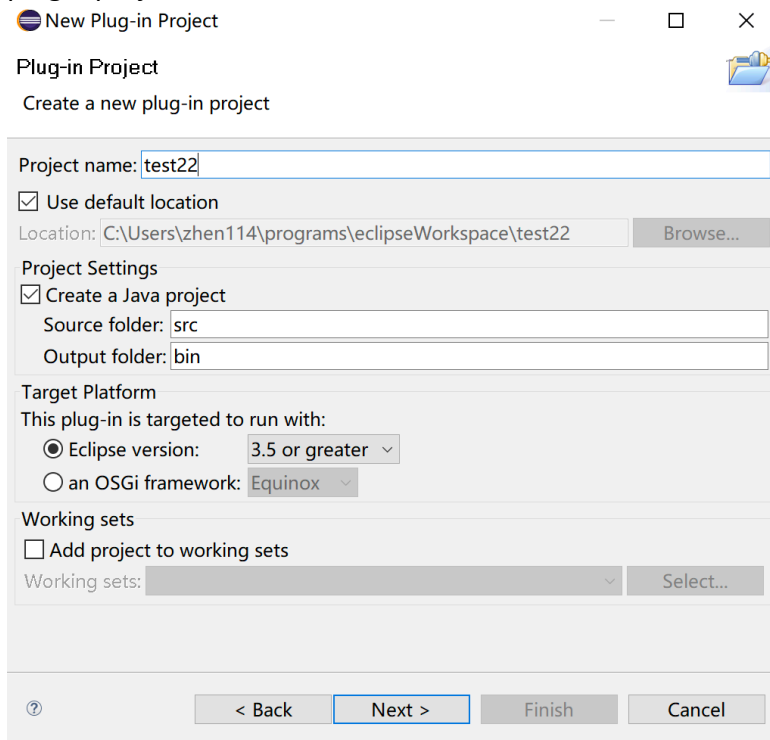 New Plug-in Project
Plug-in Project
Create a new plug-in project
Project name: test22
Use default location
Location: C:\Users\zhen114\programs\eclipseWorkspace\test22 Browse...
Project Settings
Create a Java project
Source folder: src
Output folder: bin
Target Platform
This plug-in is targeted to run with:
Eclipse version: 3.5 or greater
an OSGi framework: Equinox
Working sets
Add project to working sets
Working sets: Select...
? < Back Next > Finish Cancel